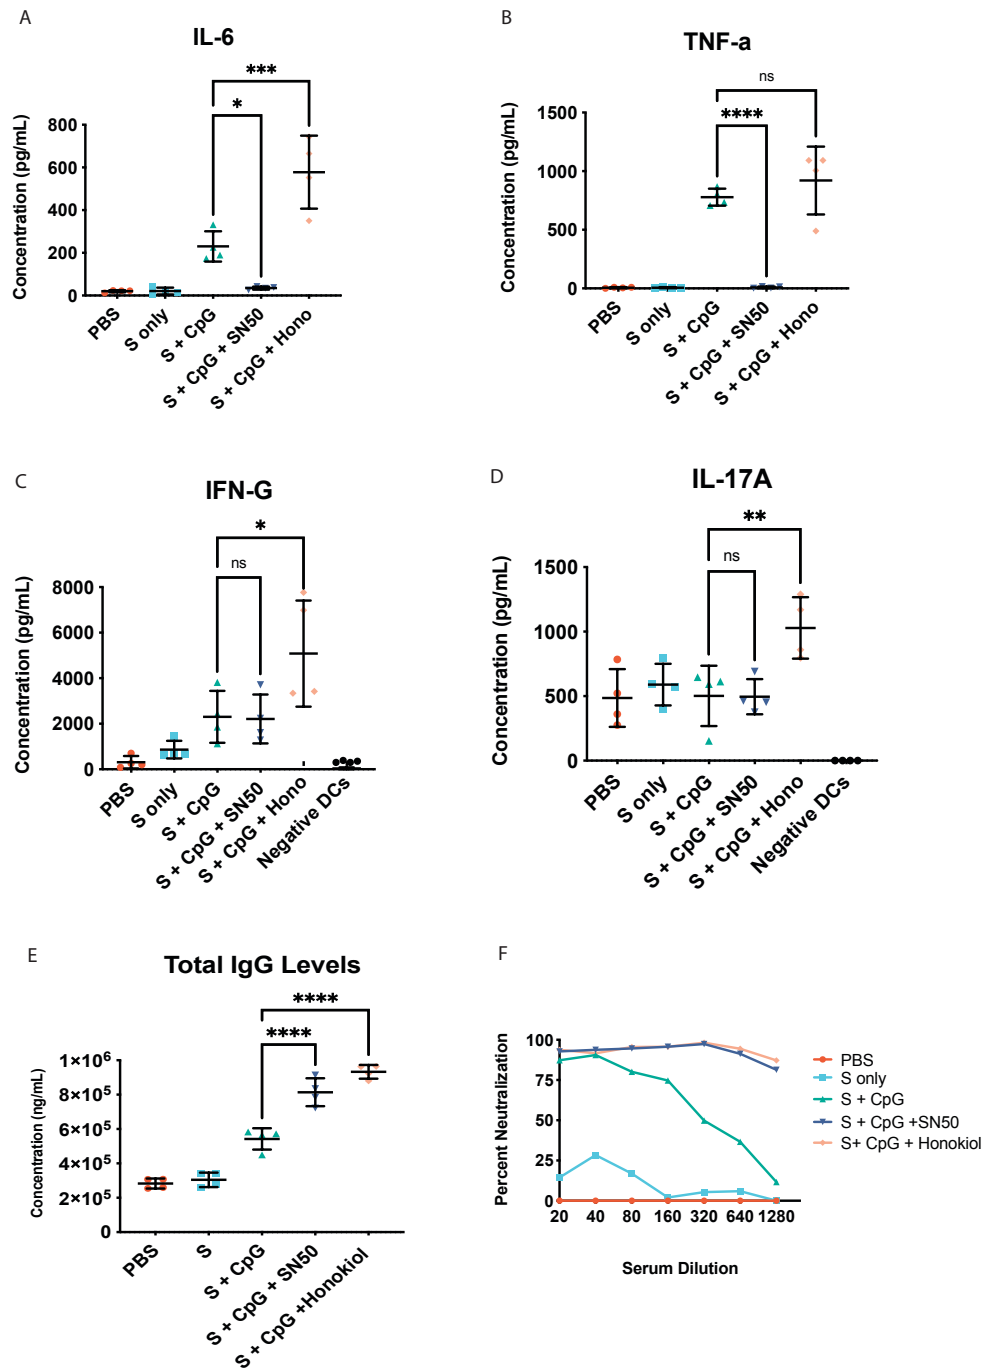 A
IL-6
***
*
Concentration (pg/mL)
800
600
400
200
0
PBS
S only
S + CpG
S + CpG + SN50
S + CpG + Hono
B
TNF-a
ns
****
Concentration (pg/mL)
1500
1000
500
0
PBS
S only
S + CpG
S + CpG + SN50
S + CpG + Hono
C
IFN-G
*
ns
Concentration (pg/mL)
8000
6000
4000
2000
0
PBS
S only
S + CpG
S + CpG + SN50
S + CpG + Hono
Negative DCs
D
IL-17A
**
ns
Concentration (pg/mL)
1500
1000
500
0
PBS
S only
S + CpG
S + CpG + SN50
S + CpG + Hono
Negative DCs
E
Total IgG Levels
****
****
Concentration (ng/mL)
1×10⁶
8×10⁵
6×10⁵
4×10⁵
2×10⁵
0
PBS
S
S + CpG
S + CpG + SN50
S + CpG +Honokiol
F
Percent Neutralization
100
75
50
25
0
20 40 80 160 320 640 1280
Serum Dilution
PBS
S only
S + CpG
S + CpG +SN50
S+ CpG + Honokiol